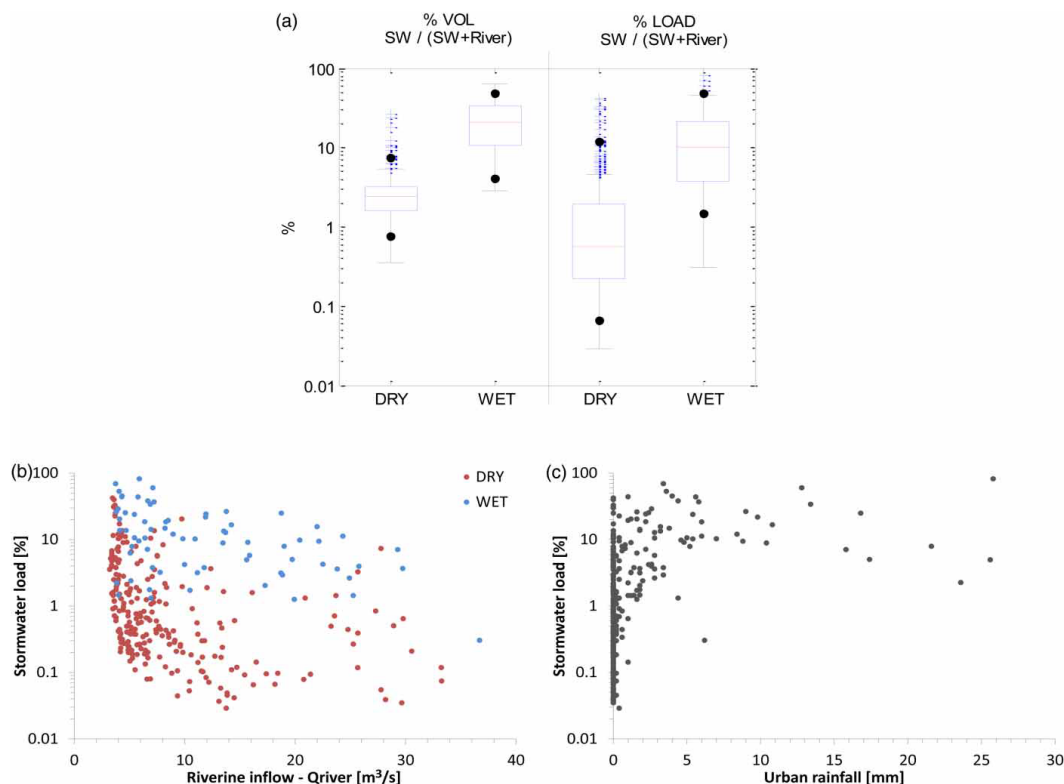 (a)
% VOL
SW / (SW+River)
% LOAD
SW / (SW+River)
100
10
1
0.1
0.01
%
DRY
WET
DRY
WET
(b)
100
10
1
0.1
0.01
Stormwater load [%]
DRY
WET
0
10
20
30
40
Riverine inflow - Qriver [m³/s]
(c)
100
10
1
0.1
0.01
Stormwater load [%]
0
5
10
15
20
25
30
Urban rainfall [mm]